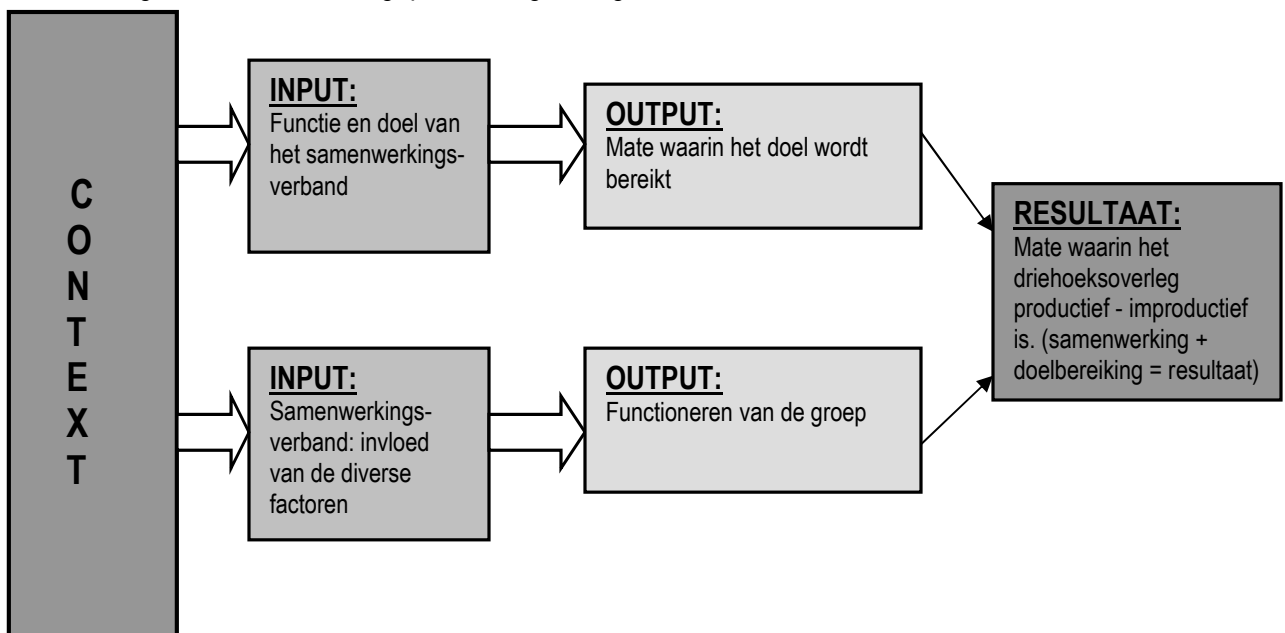 CONTEXT
INPUT:
Functie en doel van
het samenwerkings-
verband
OUTPUT:
Mate waarin het doel wordt
bereikt
INPUT:
Samenwerkings-
verband: invloed
van de diverse
factoren
OUTPUT:
Functioneren van de groep
RESULTAAT:
Mate waarin het
driehoeksoverleg
productief - improductief
is. (samenwerking +
doelbereiking = resultaat)